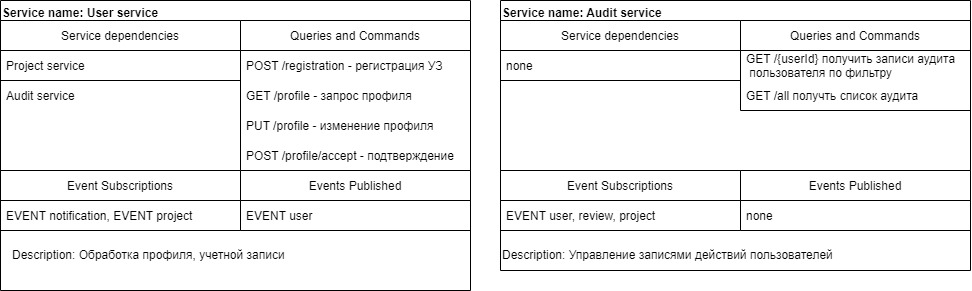 Service name: User service
Service dependencies
Queries and Commands
Project service
Audit service
POST /registration - регистрация УЗ
GET /profile - запрос профиля
PUT /profile - изменение профиля
POST /profile/accept - подтверждение
Event Subscriptions
Events Published
EVENT notification, EVENT project
EVENT user
Description: Обработка профиля, учетной записи
Service name: Audit service
Service dependencies
Queries and Commands
none
GET /{userId} получить записи аудита
пользователя по фильтру
GET /all получть список аудита
Event Subscriptions
Events Published
EVENT user, review, project
none
Description: Управление записями действий пользователей